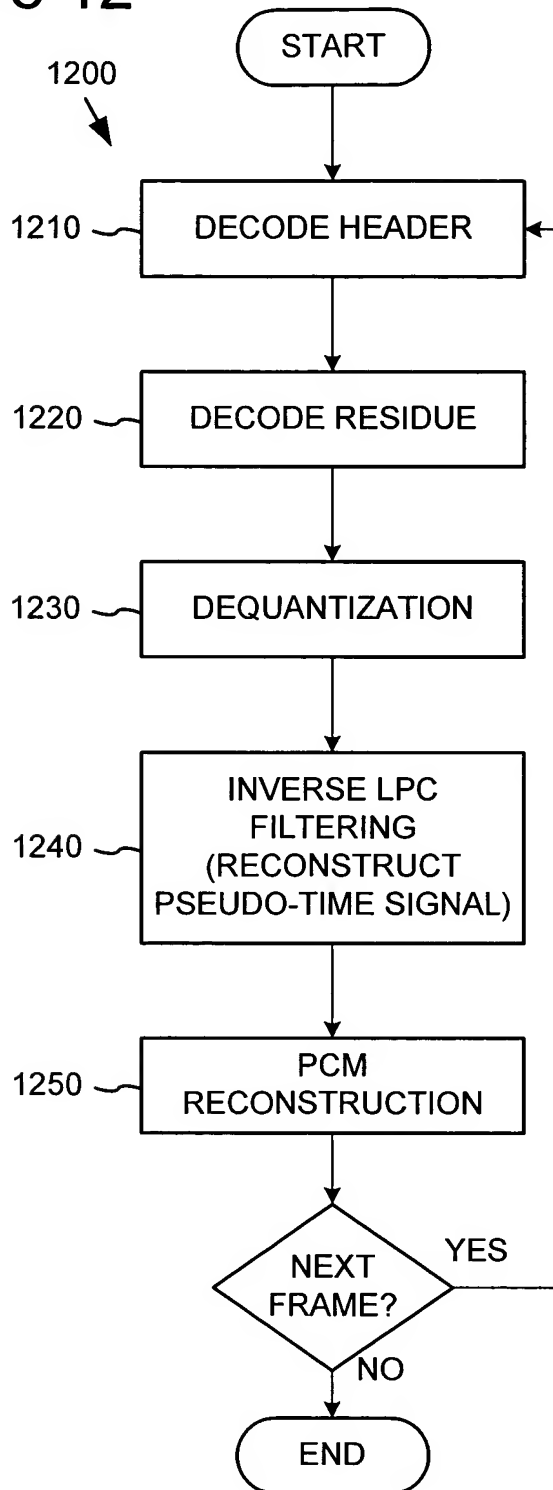 START
1200
1210
DECODE HEADER
1220
DECODE RESIDUE
1230
DEQUANTIZATION
1240
INVERSE LPC
FILTERING
(RECONSTRUCT
PSEUDO-TIME SIGNAL)
1250
PCM
RECONSTRUCTION
NEXT
FRAME?
YES
NO
END